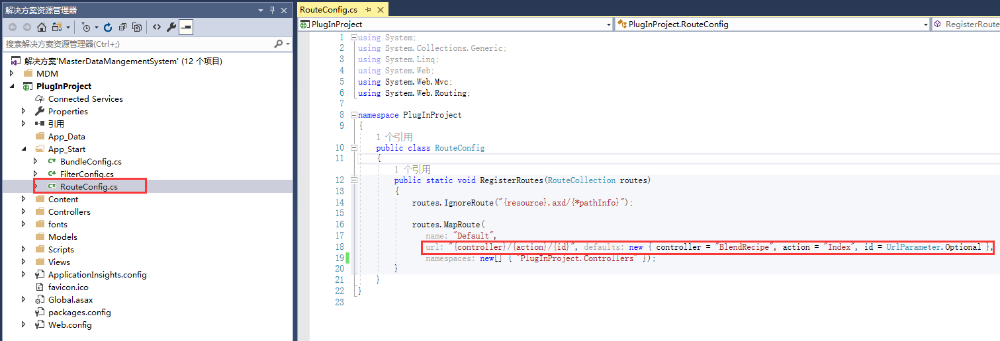 解决方案资源管理器
搜索解决方案资源管理器(Ctrl+;)
解决方案'MasterDataMangementSystem' (12 个项目)
MDM
PlugInProject
Connected Services
Properties
引用
App_Data
App_Start
C# BundleConfig.cs
C# FilterConfig.cs
C# RouteConfig.cs
Content
Controllers
fonts
Models
Scripts
Views
ApplicationInsights.config
favicon.ico
Global.asax
packages.config
Web.config
RouteConfig.cs
PlugInProject
PlugInProject.RouteConfig
RegisterRoute
1 using System;
2 using System.Collections.Generic;
3 using System.Linq;
4 using System.Web;
5 using System.Web.Mvc;
6 using System.Web.Routing;
7
8 namespace PlugInProject
9 {
1 个引用
10 public class RouteConfig
11 {
1 个引用
12 public static void RegisterRoutes(RouteCollection routes)
13 {
14 routes.IgnoreRoute("{resource}.axd/{*pathInfo}");
15
16 routes.MapRoute(
17 name: "Default",
18 url: "{controller}/{action}/{id}", defaults: new { controller = "BlendRecipe", action = "Index", id = UrlParameter.Optional },
19 namespaces: new[] { "PlugInProject.Controllers" });
20 }
21 }
22 }
23